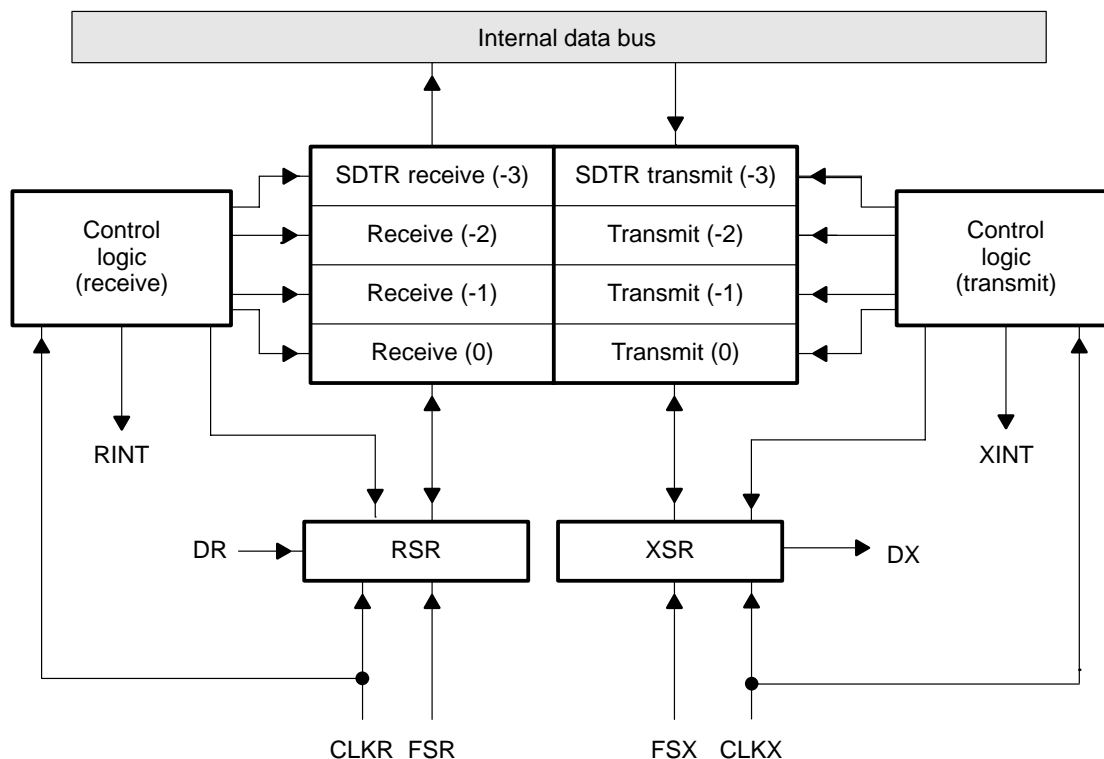 Internal data bus
SDTR receive (-3)
SDTR transmit (-3)
Control
logic
(receive)
Receive (-2)
Transmit (-2)
Control
logic
(transmit)
Receive (-1)
Transmit (-1)
Receive (0)
Transmit (0)
RINT
XINT
DR
RSR
XSR
DX
CLKR
FSR
FSX
CLKX